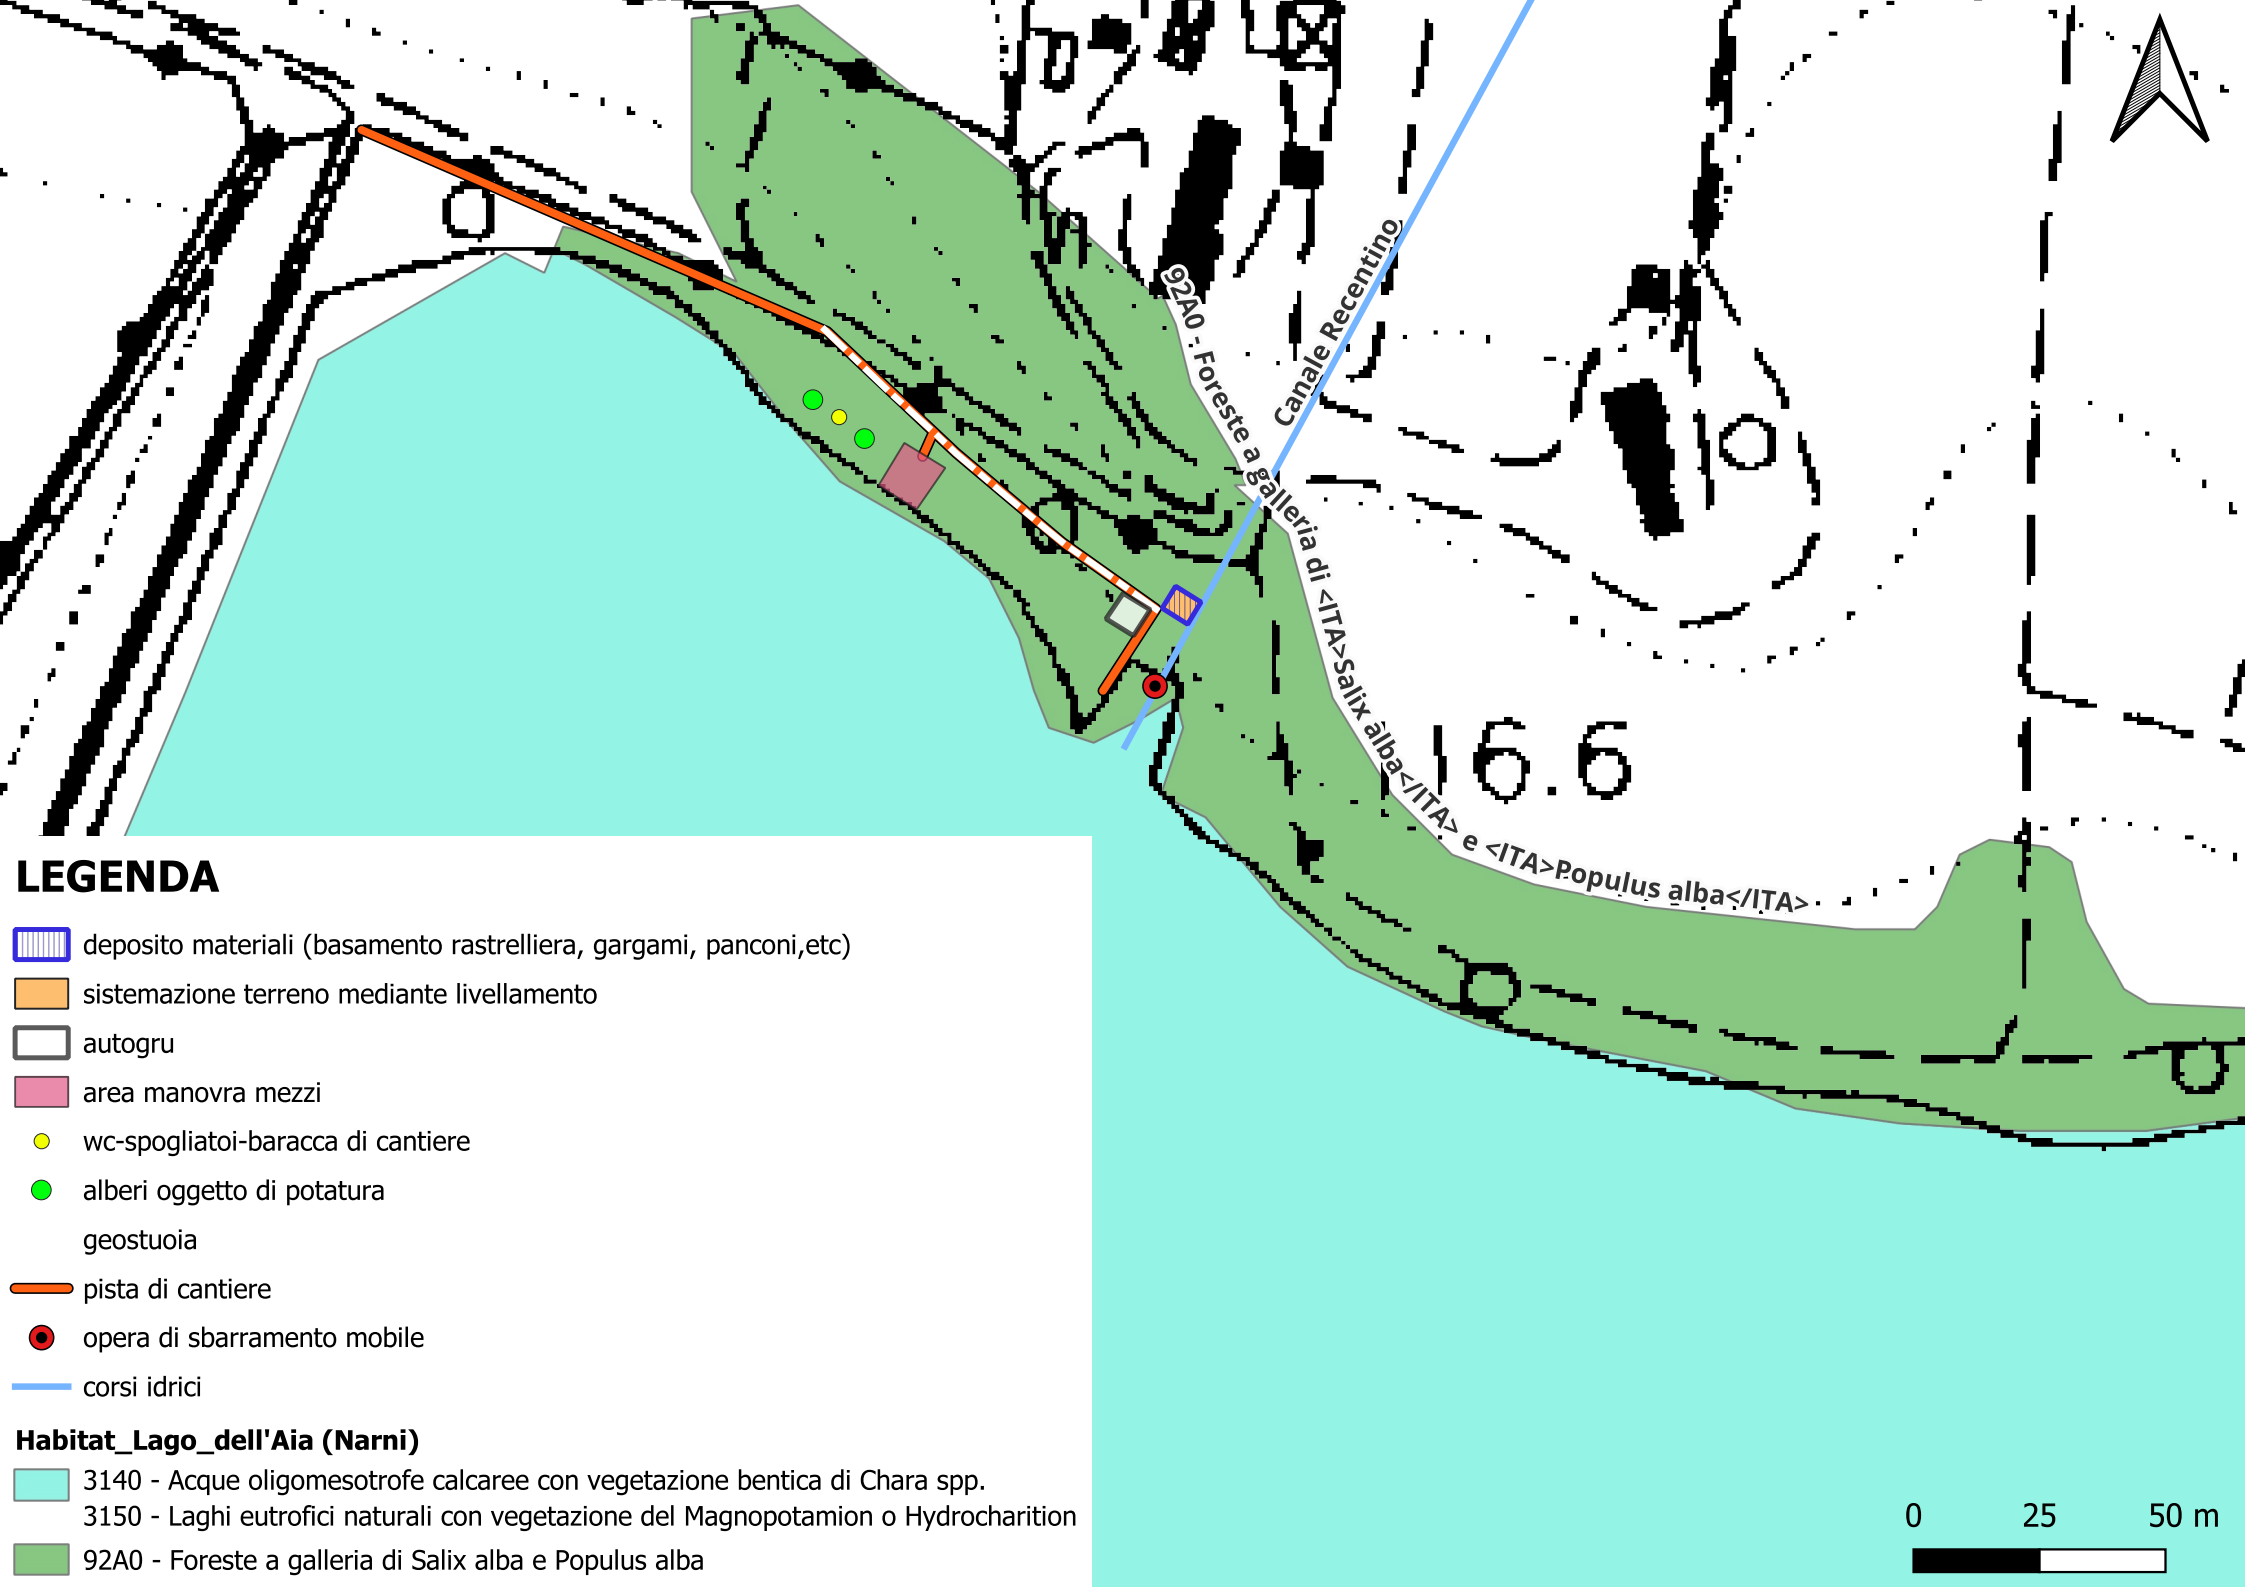 92A0 - Foreste a galleria di <ITA>Salix alba</ITA> e <ITA>Populus alba</ITA>
Canale Recentino
16.6
LEGENDA
deposito materiali (basamento rastrelliera, gargami, panconi,etc)
sistemazione terreno mediante livellamento
autogru
area manovra mezzi
wc-spogliatoi-baracca di cantiere
alberi oggetto di potatura
geostuoia
pista di cantiere
opera di sbarramento mobile
corsi idrici
Habitat_Lago_dell'Aia (Narni)
3140 - Acque oligomesotrofe calcaree con vegetazione bentica di Chara spp.
3150 - Laghi eutrofici naturali con vegetazione del Magnopotamion o Hydrocharition
92A0 - Foreste a galleria di Salix alba e Populus alba
0 25 50 m